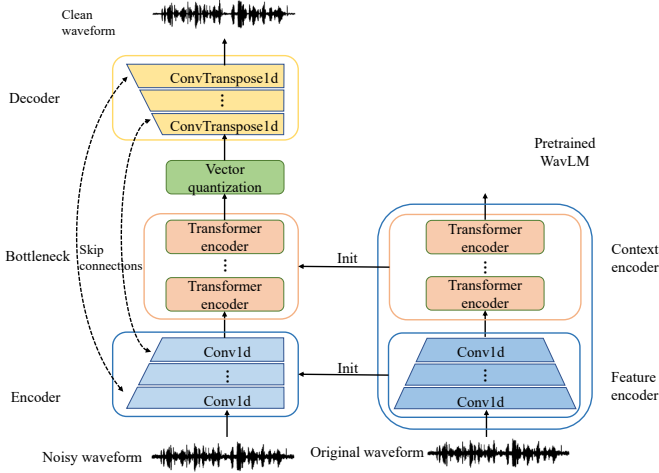 Clean
waveform
Decoder
ConvTranspose1d
ConvTranspose1d
Vector
quantization
Bottleneck
Skip
connections
Transformer
encoder
Transformer
encoder
Encoder
Conv1d
Conv1d
Noisy waveform
Init
Init
Pretrained
WavLM
Transformer
encoder
Transformer
encoder
Context
encoder
Conv1d
Conv1d
Feature
encoder
Original waveform